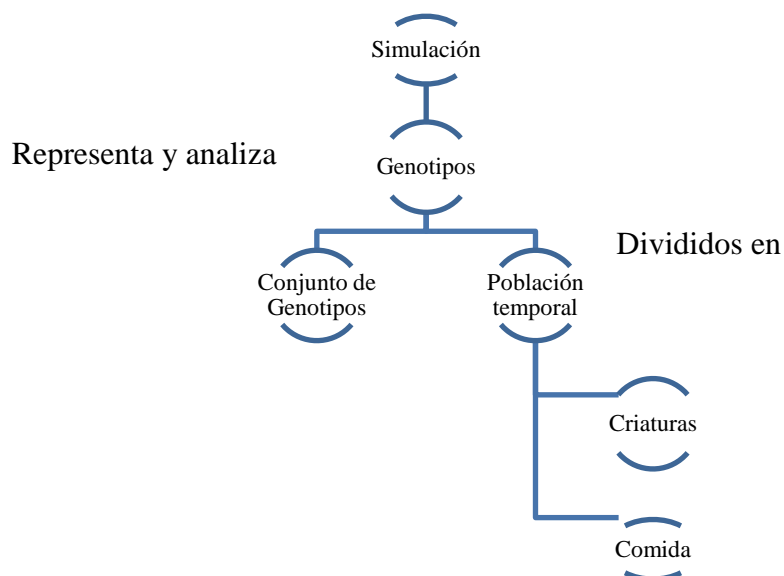 Simulación
Representa y analiza
Genotipos
Divididos en
Conjunto de
Genotipos
Población
temporal
Criaturas
Comida